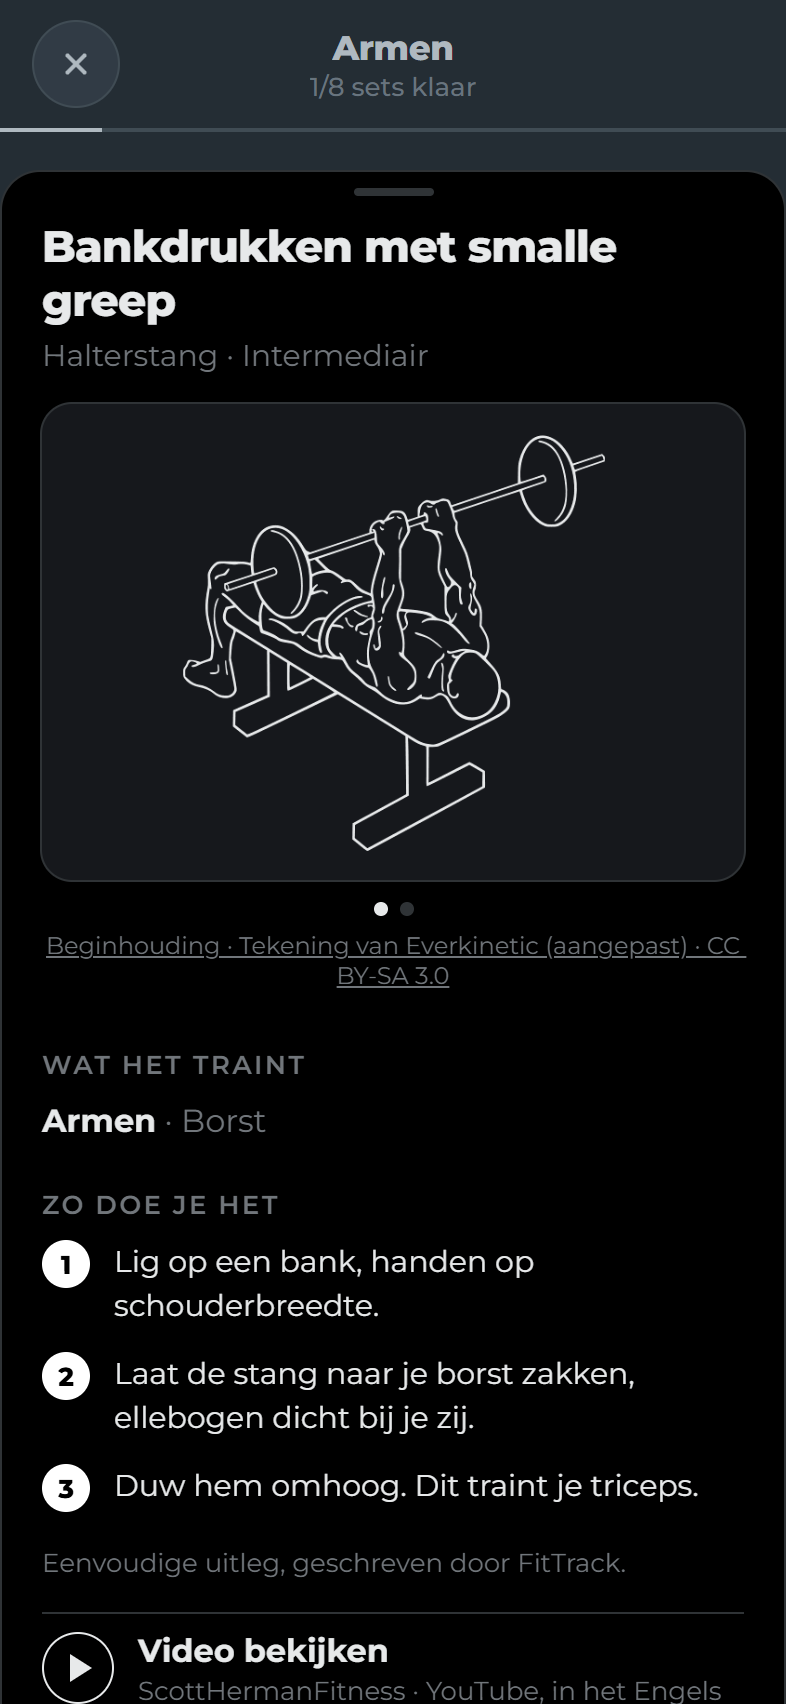 Armen
1/8 sets klaar
Bankdrukken met smalle
greep
Halterstang · Intermediair
Beginhouding · Tekening van Everkinetic (aangepast) · CC
BY-SA 3.0
WAT HET TRAINT
Armen · Borst
ZO DOE JE HET
1 Lig op een bank, handen op
schouderbreedte.
2 Laat de stang naar je borst zakken,
ellebogen dicht bij je zij.
3 Duw hem omhoog. Dit traint je triceps.
Eenvoudige uitleg, geschreven door FitTrack.
Video bekijken
ScottHermanFitness · YouTube, in het Engels